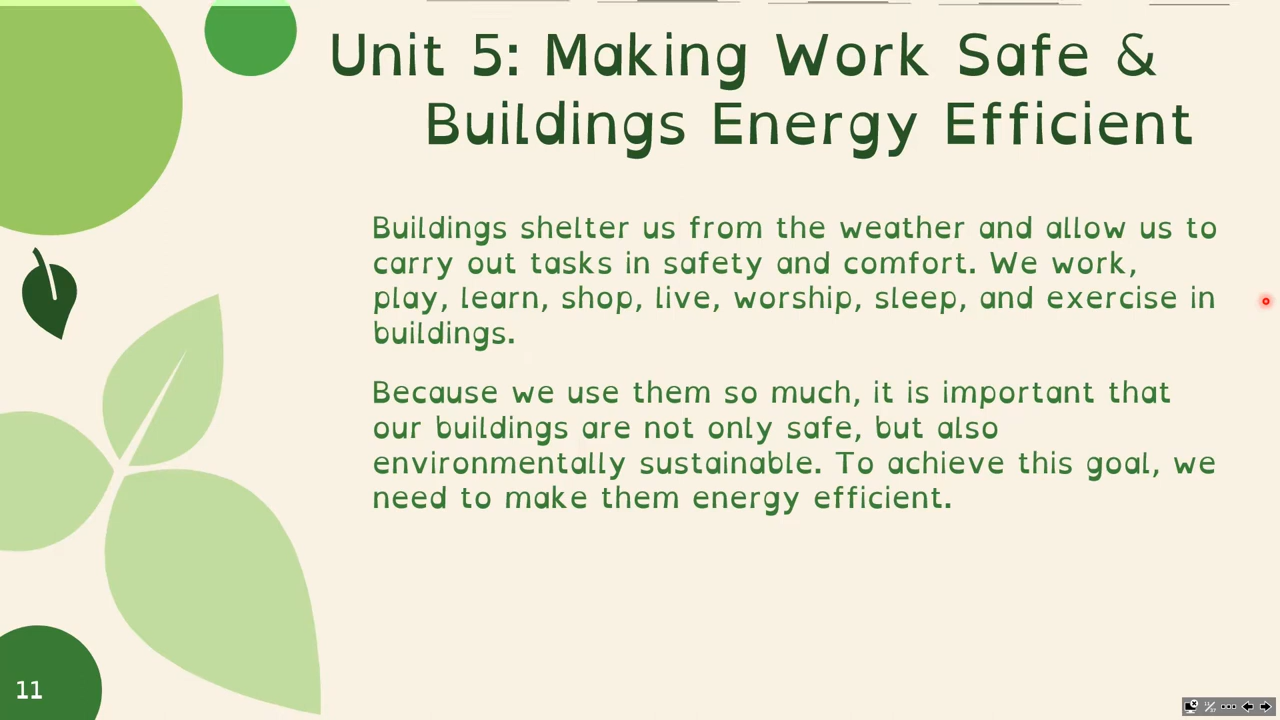 Unit 5: Making Work Safe &
Buildings Energy Efficient
Buildings shelter us from the weather and allow us to
carry out tasks in safety and comfort. We work,
play, learn, shop, live, worship, sleep, and exercise in
buildings.
Because we use them so much, it is important that
our buildings are not only safe, but also
environmentally sustainable. To achieve this goal, we
need to make them energy efficient.
11